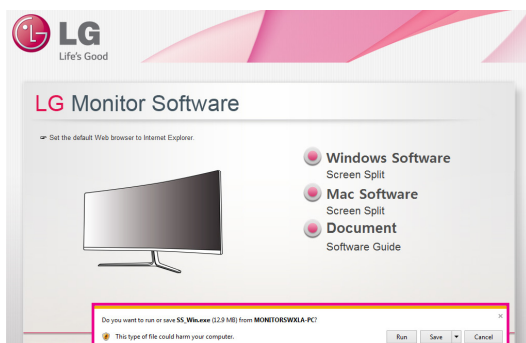 LG
Life's Good
LG Monitor Software
☞ Set the default Web browser to Internet Explorer.
Windows Software
Screen Split
Mac Software
Screen Split
Document
Software Guide
Do you want to run or save SS_Win.exe (12.9 MB) from MONITORSWXLA-PC?
This type of file could harm your computer.
Run Save Cancel